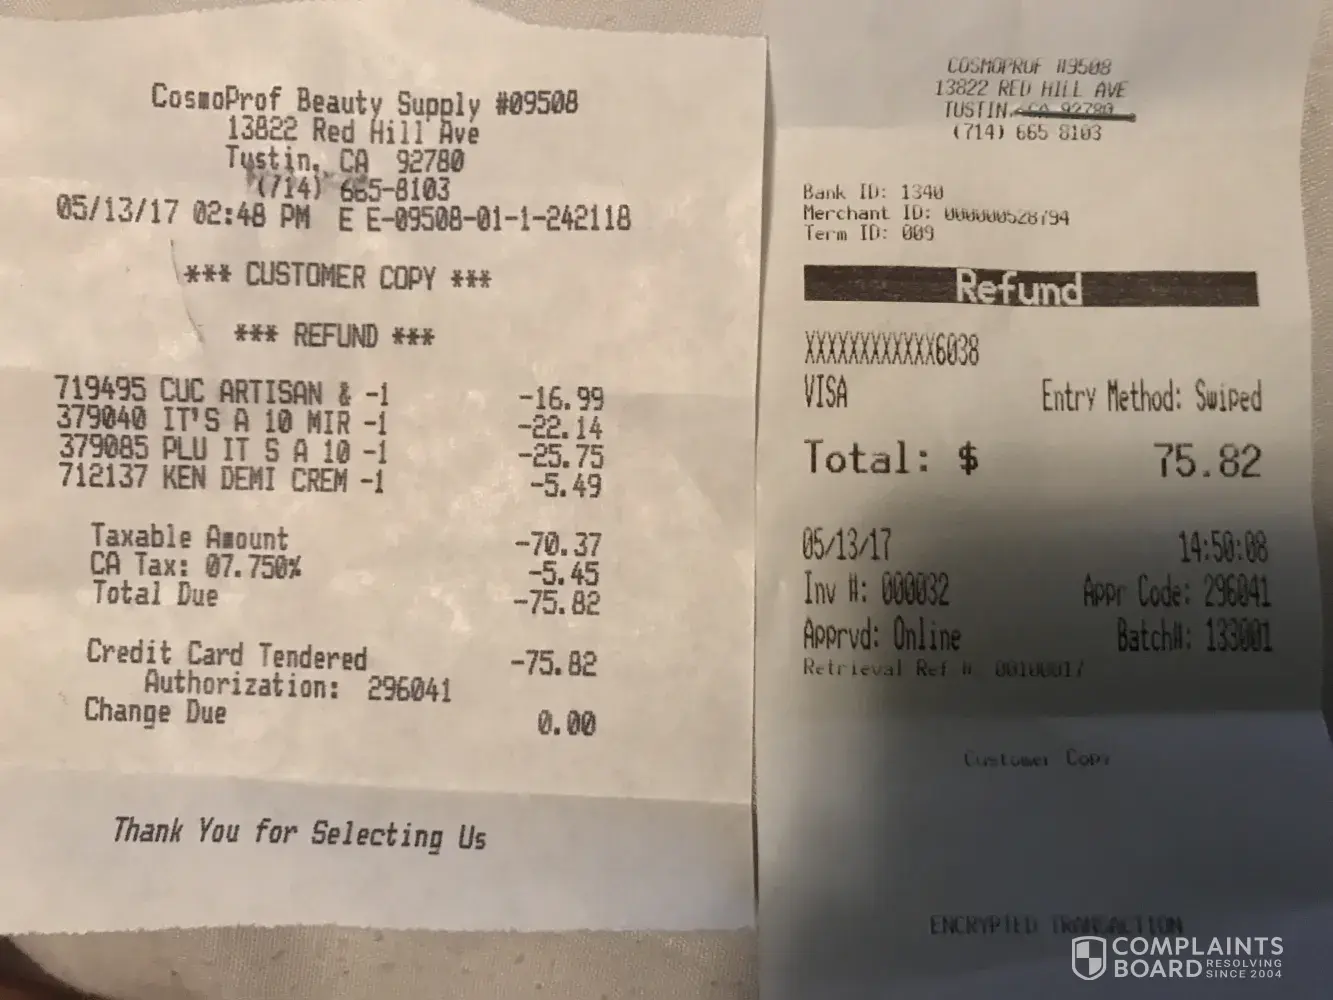 CosmoProf Beauty Supply #09508
13822 Red Hill Ave
Tustin, CA 92780
(714) 665-8103
05/13/17 02:48 PM E E-09508-01-1-242118
*** CUSTOMER COPY ***
*** REFUND ***
719495 CUC ARTISAN & -1 -16.99
379040 IT'S A 10 MIR -1 -22.14
379085 PLU IT S A 10 -1 -25.75
712137 KEN DEMI CREM -1 -5.49
Taxable Amount -70.37
CA Tax: 07.750% -5.45
Total Due -75.82
Credit Card Tendered -75.82
Authorization: 296041
Change Due 0.00
Thank You for Selecting Us
COSMOPROF #9508
13822 RED HILL AVE
TUSTIN, CA 92780
(714) 665 8103
Bank ID: 1340
Merchant ID: 000000528794
Term ID: 009
Refund
XXXXXXXXXXXX6038
VISA Entry Method: Swiped
Total: $ 75.82
05/13/17 14:50:08
Inv #: 000032 Appr Code: 296041
Apprvd: Online Batch#: 133001
Retrieval Ref #: 00100017
Customer Copy
ENCRYPTED TRANSACTION
COMPLAINTS
BOARD RESOLVING
SINCE 2004